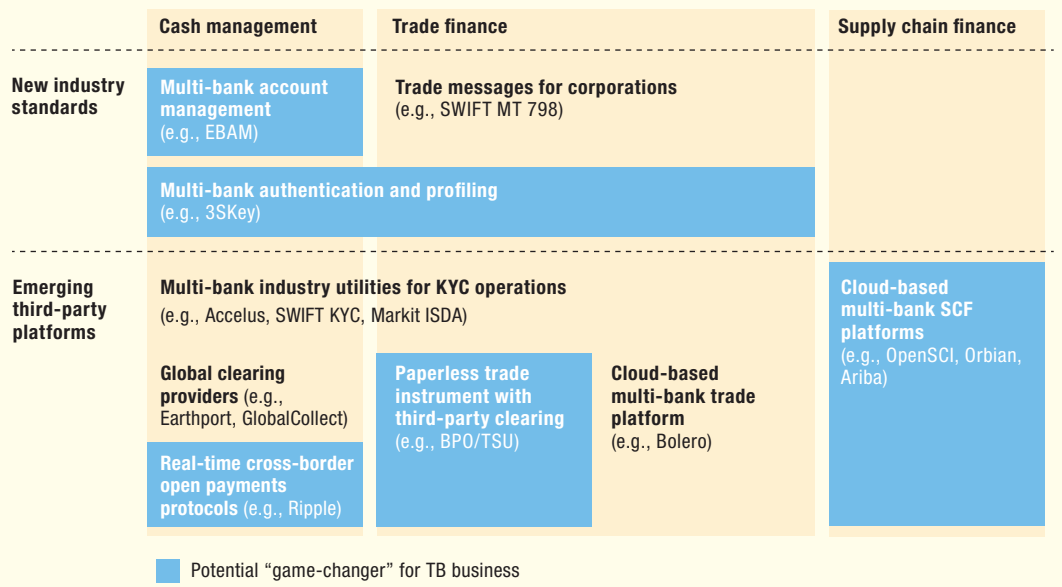 Cash management
Trade finance
Supply chain finance
New industry
standards
Multi-bank account
management
(e.g., EBAM)
Trade messages for corporations
(e.g., SWIFT MT 798)
Multi-bank authentication and profiling
(e.g., 3SKey)
Emerging
third-party
platforms
Multi-bank industry utilities for KYC operations
(e.g., Accelus, SWIFT KYC, Markit ISDA)
Global clearing
providers (e.g.,
Earthport, GlobalCollect)
Real-time cross-border
open payments
protocols (e.g., Ripple)
Paperless trade
instrument with
third-party clearing
(e.g., BPO/TSU)
Cloud-based
multi-bank trade
platform
(e.g., Bolero)
Cloud-based
multi-bank SCF
platforms
(e.g., OpenSCI, Orbian,
Ariba)
Potential “game-changer” for TB business